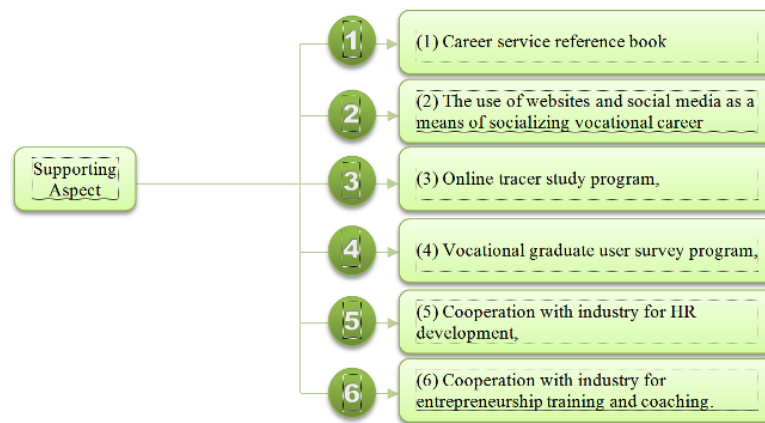 Supporting
Aspect
1
(1) Career service reference book
2
(2) The use of websites and social media as a
means of socializing vocational career
3
(3) Online tracer study program,
4
(4) Vocational graduate user survey program,
5
(5) Cooperation with industry for HR
development,
6
(6) Cooperation with industry for
entrepreneurship training and coaching.